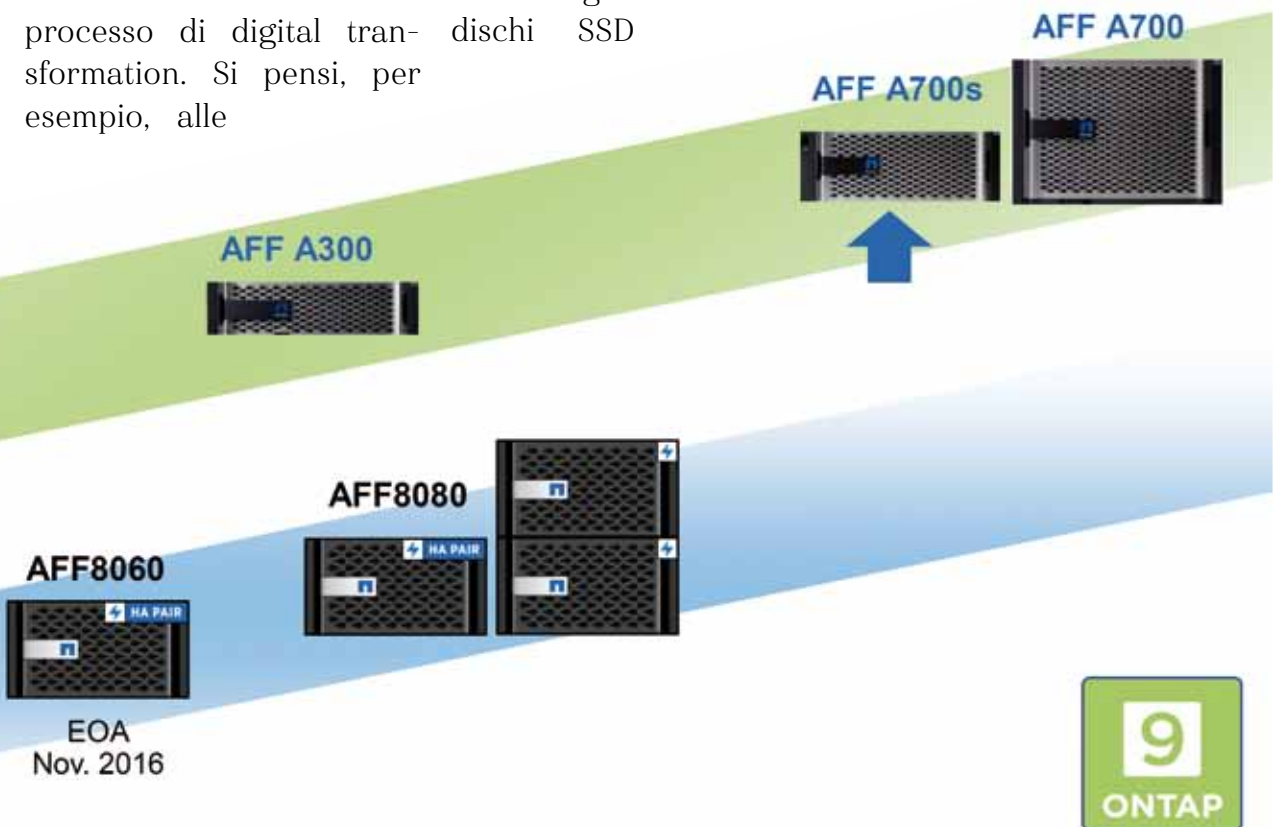 processo di digital tran-
sformation. Si pensi, per
esempio, alle
dischi SSD
AFF A700
AFF A700s
AFF A300
AFF8080
HA PAIR
AFF8060
HA PAIR
EOA
Nov. 2016
9
ONTAP